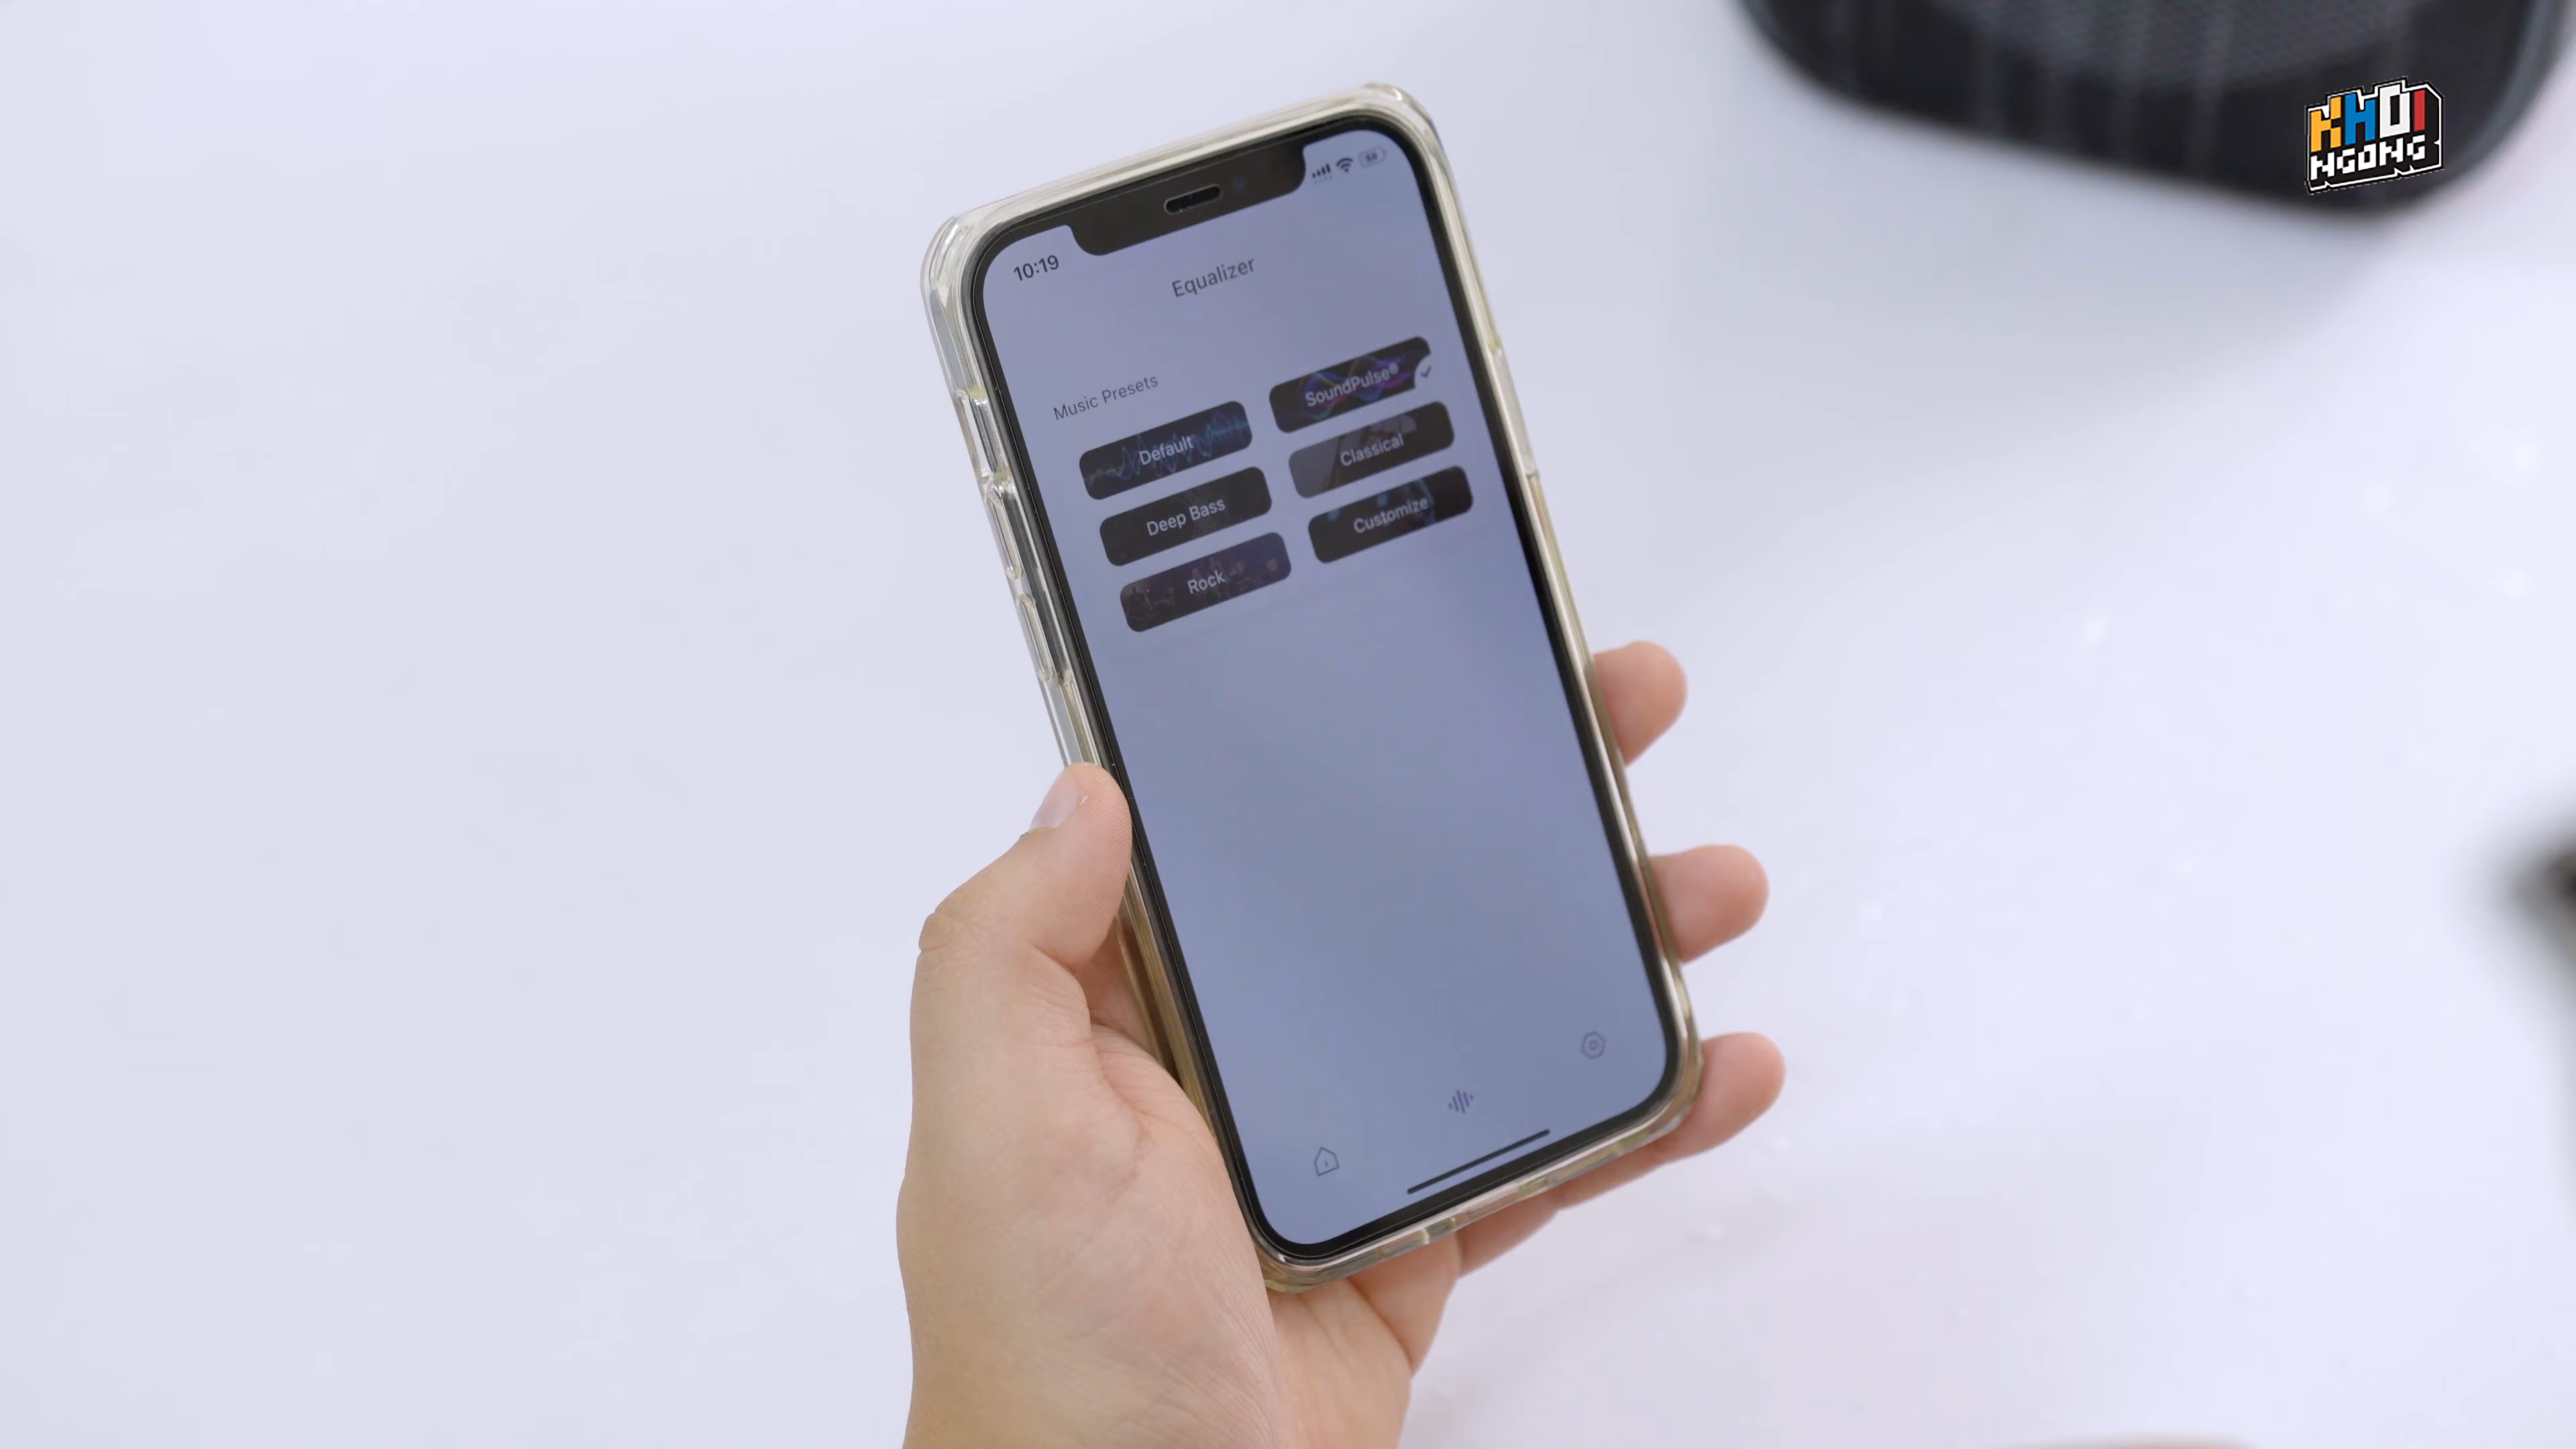 KHOI
NGONG
10:19
Equalizer
Music Presets
Default
SoundPulse®
Deep Bass
Classical
Rock
Customize